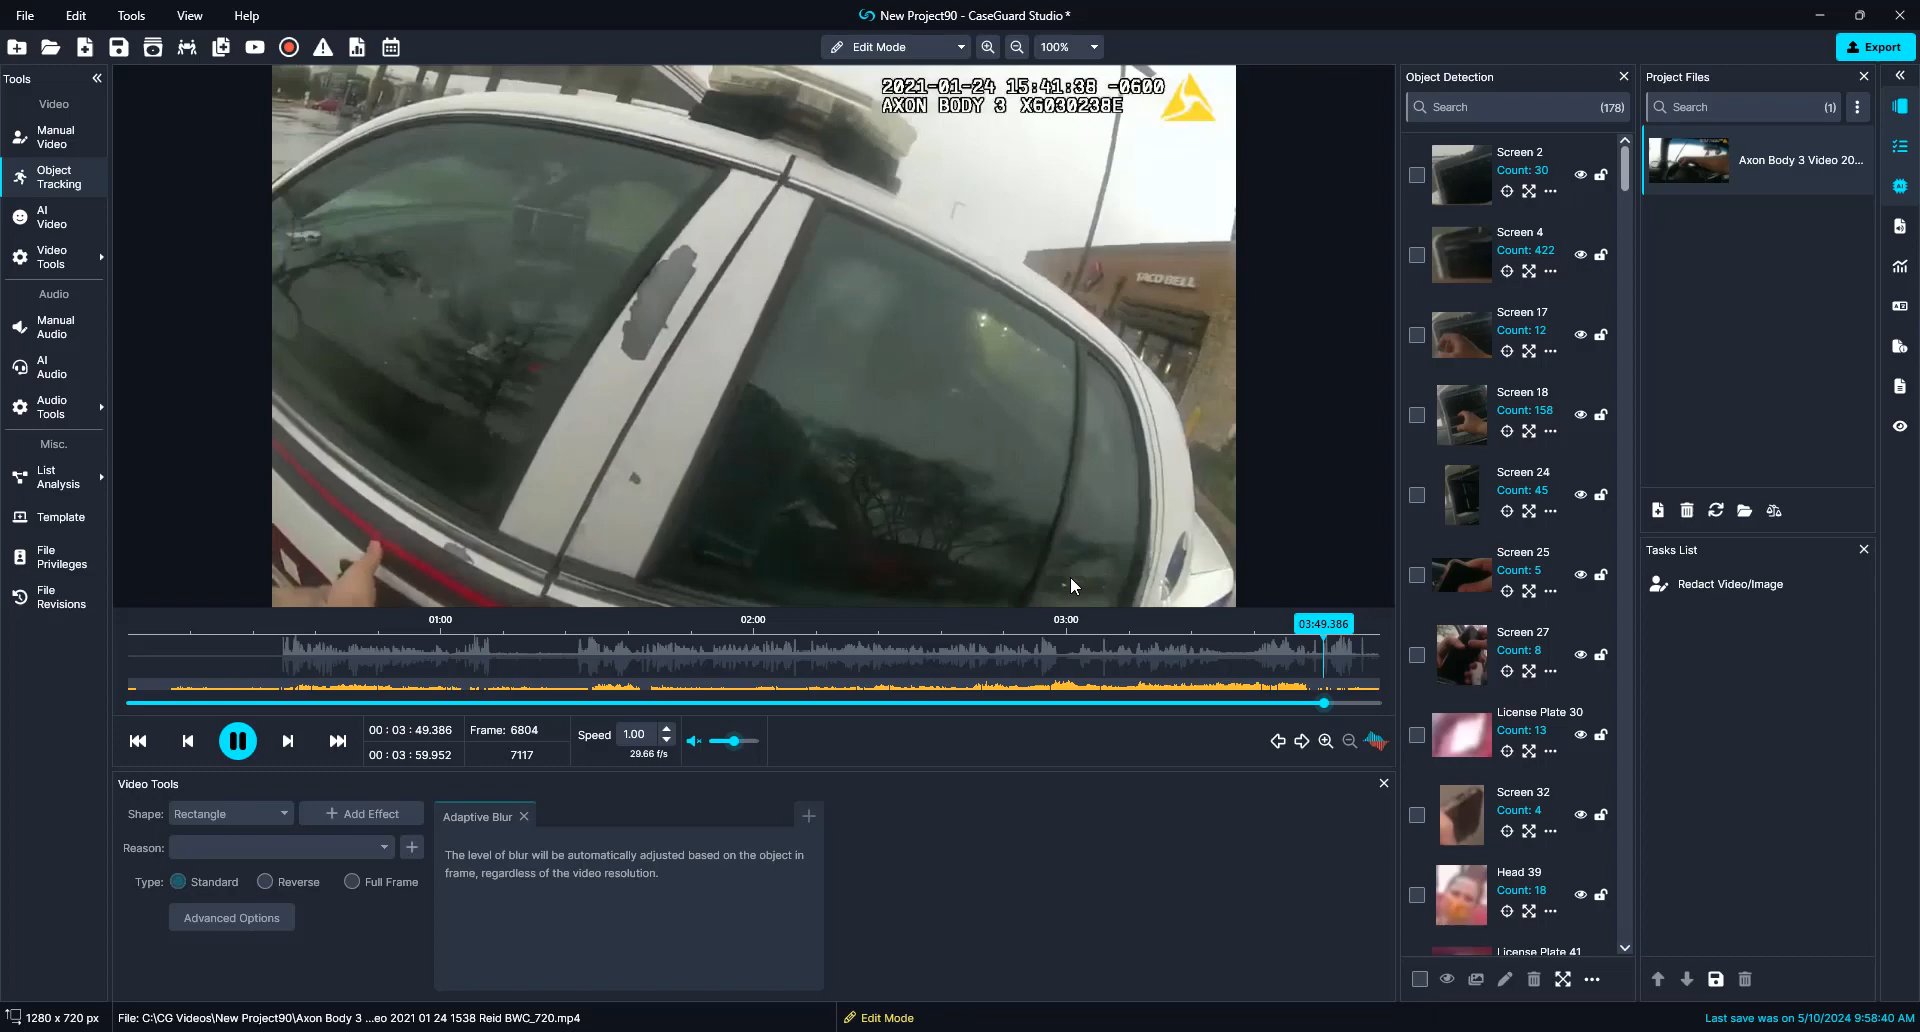 File Edit Tools View Help
New Project90 - CaseGuard Studio *
Edit Mode
100%
Export
Tools
Video
Manual
Video
Object
Tracking
AI
Video
Video
Tools
Audio
Manual
Audio
AI
Audio
Audio
Tools
Misc.
List
Analysis
Template
File
Privileges
File
Revisions
2021-01-24 15:41:38 -0600
AXON BODY 3 X6030238E
TACO BELL
01:00 02:00 03:00 03:49.386
00 : 03 : 49.386 Frame: 6804
00 : 03 : 59.952 7117
Speed 1.00
29.66 f/s
Video Tools
Shape: Rectangle
Add Effect
Reason:
Type: Standard Reverse Full Frame
Advanced Options
Adaptive Blur
The level of blur will be automatically adjusted based on the object in
frame, regardless of the video resolution.
Object Detection
Search (178)
Screen 2
Count: 30
Screen 4
Count: 422
Screen 17
Count: 12
Screen 18
Count: 158
Screen 24
Count: 45
Screen 25
Count: 5
Screen 27
Count: 8
License Plate 30
Count: 13
Screen 32
Count: 4
Head 39
Count: 18
License Plate 41
Project Files
Search (1)
Axon Body 3 Video 20...
Tasks List
Redact Video/Image
AI
1280 x 720 px
File: C:\CG Videos\New Project90\Axon Body 3 ...eo 2021 01 24 1538 Reid BWC_720.mp4
Edit Mode
Last save was on 5/10/2024 9:58:40 AM